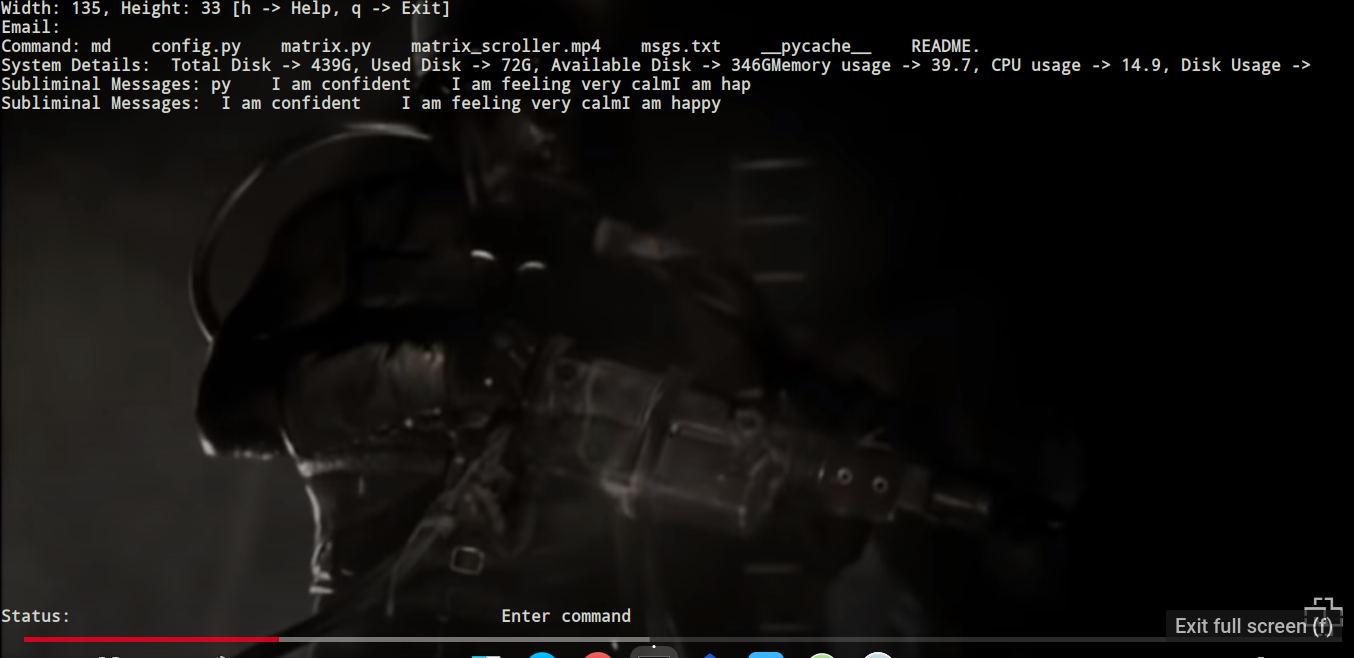 Width: 135, Height: 33 [h -> Help, q -> Exit]
Email:
Command: md    config.py    matrix.py    matrix_scroller.mp4    msgs.txt    __pycache__    README.
System Details:  Total Disk -> 439G, Used Disk -> 72G, Available Disk -> 346GMemory usage -> 39.7, CPU usage -> 14.9, Disk Usage ->
Subliminal Messages: py    I am confident    I am feeling very calmI am hap
Subliminal Messages:  I am confident    I am feeling very calmI am happy
Status:                                           Enter command
Exit full screen (f)